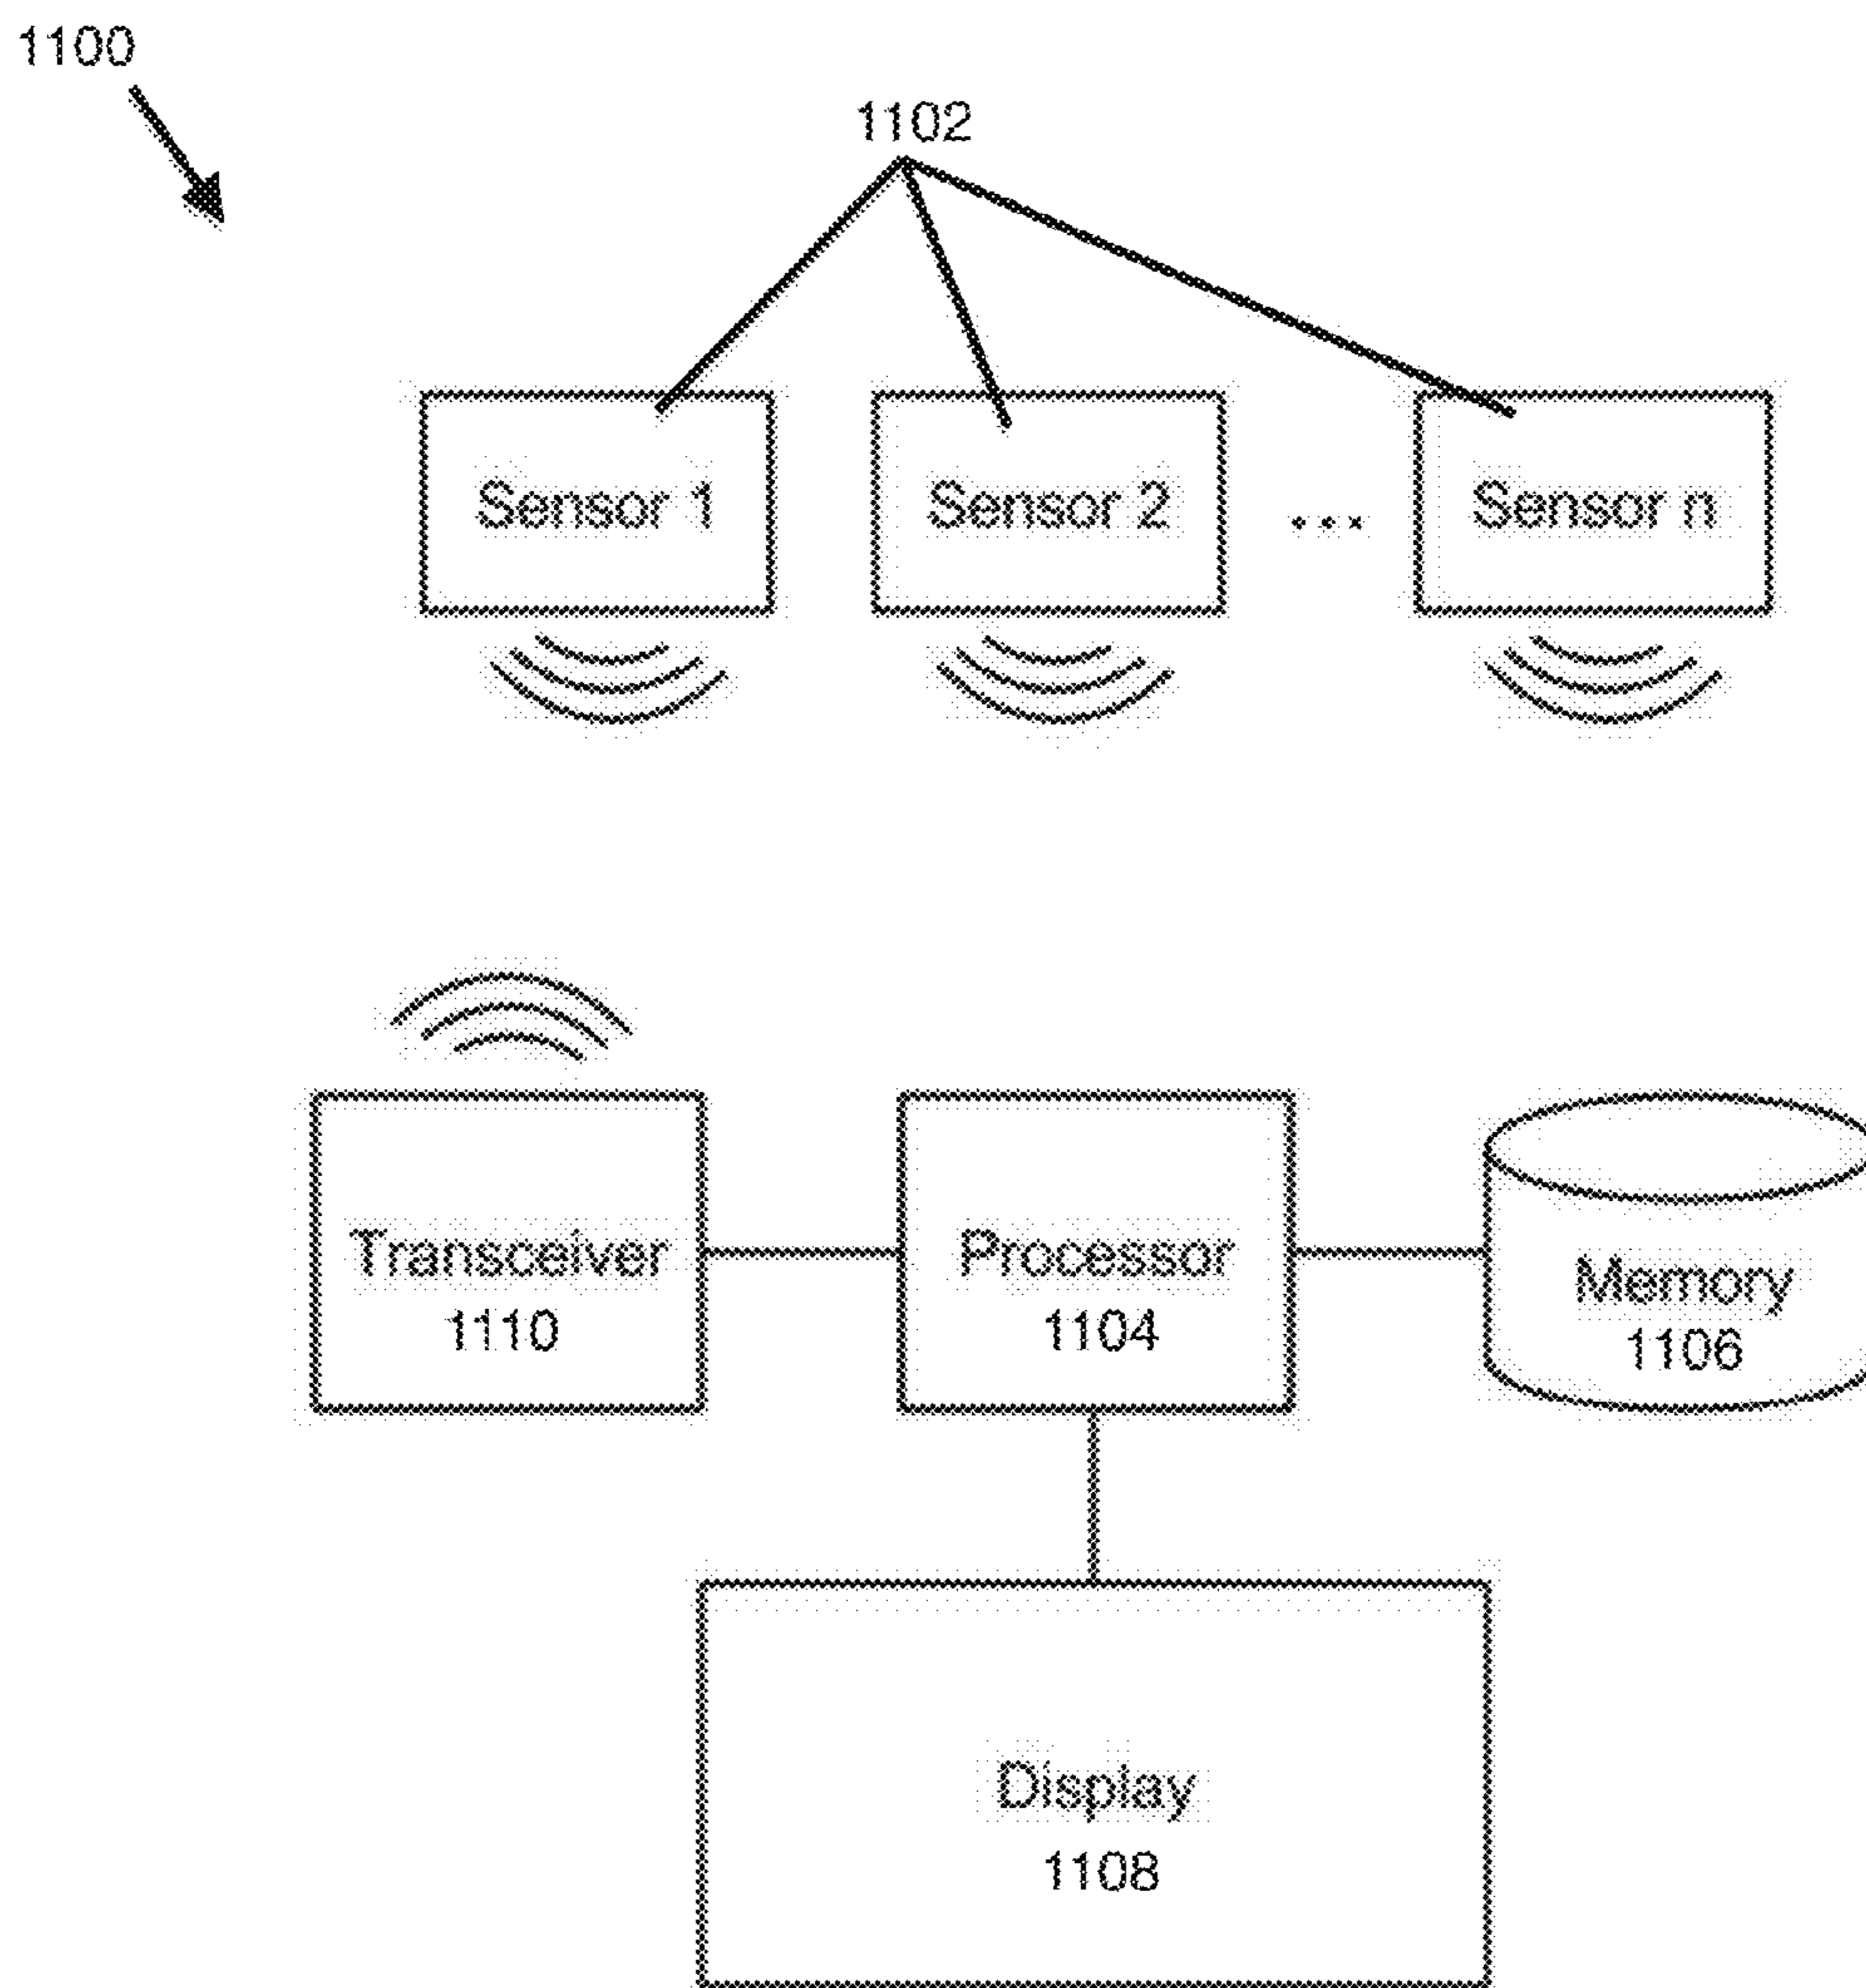 1100
1102
Sensor 1
Sensor 2
...
Sensor n
Transceiver
1110
Processor
1104
Memory
1106
Display
1108